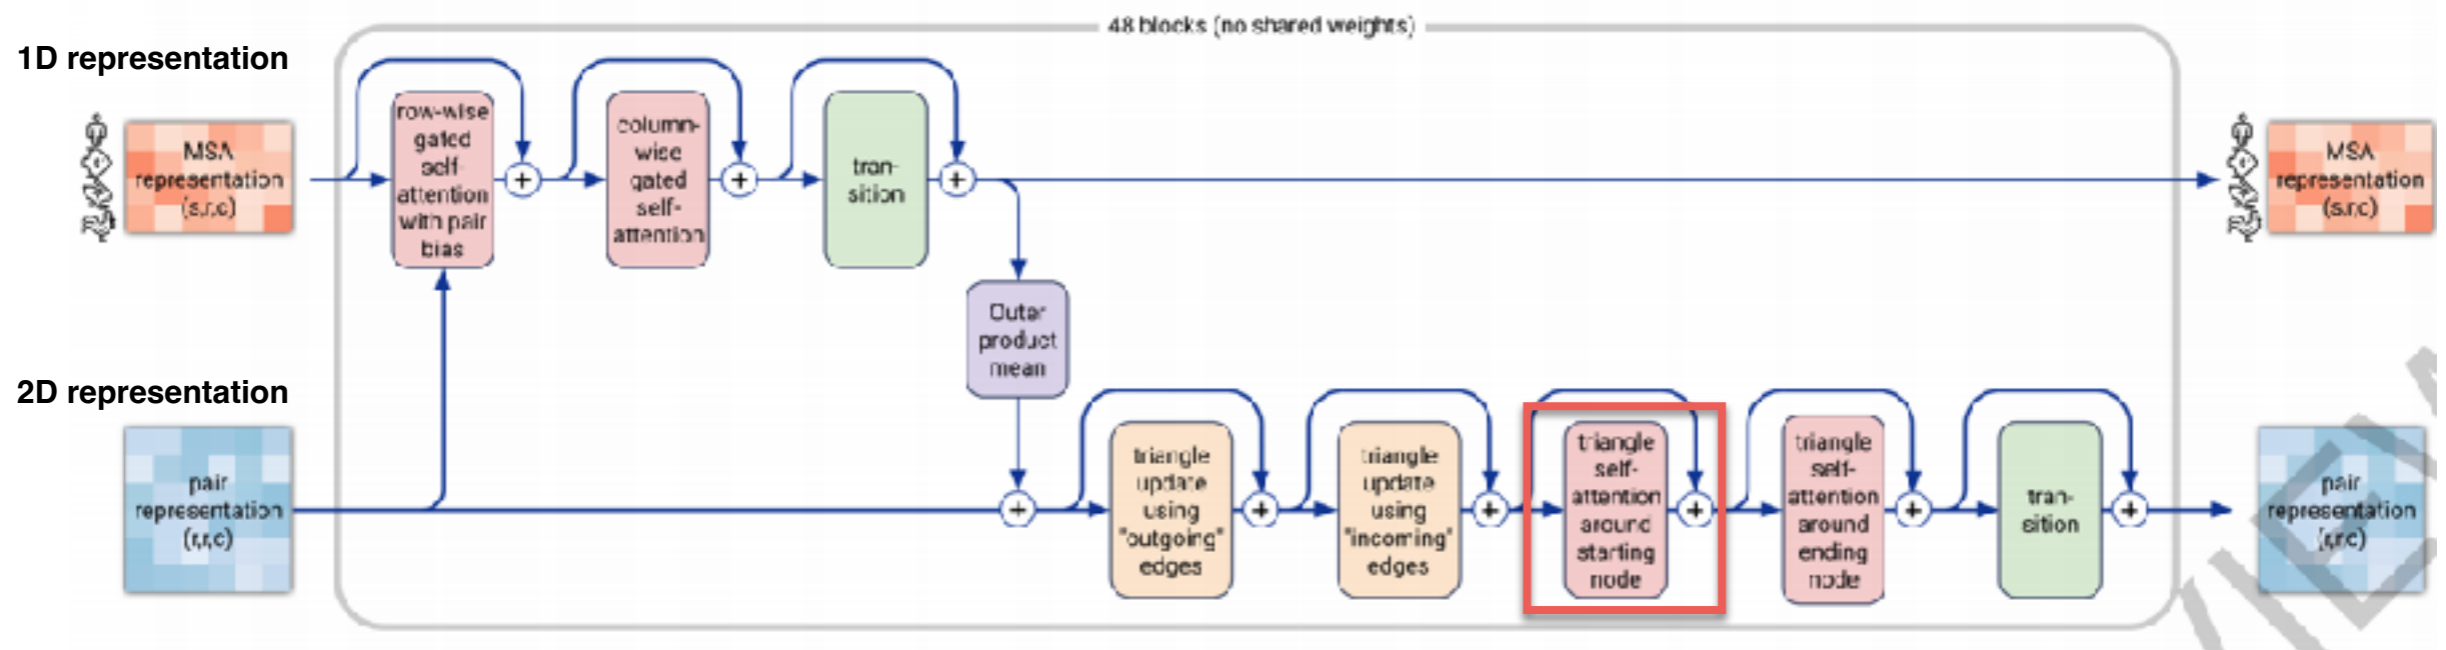 48 blocks (no shared weights)
1D representation
MSA
representation
(s,r,c)
row-wise
gated
self-
attention
with pair
bias
column-
wise
gated
self-
attention
tran-
sition
+
+
+
MSA
representation
(s,r,c)
Outer
product
mean
2D representation
pair
representation
(r,r,c)
+
triangle
update
using
"outgoing"
edges
+
triangle
update
using
"incoming"
edges
+
triangle
self-
attention
around
starting
node
+
triangle
self-
attention
around
ending
node
+
tran-
sition
+
pair
representation
(r,r,c)